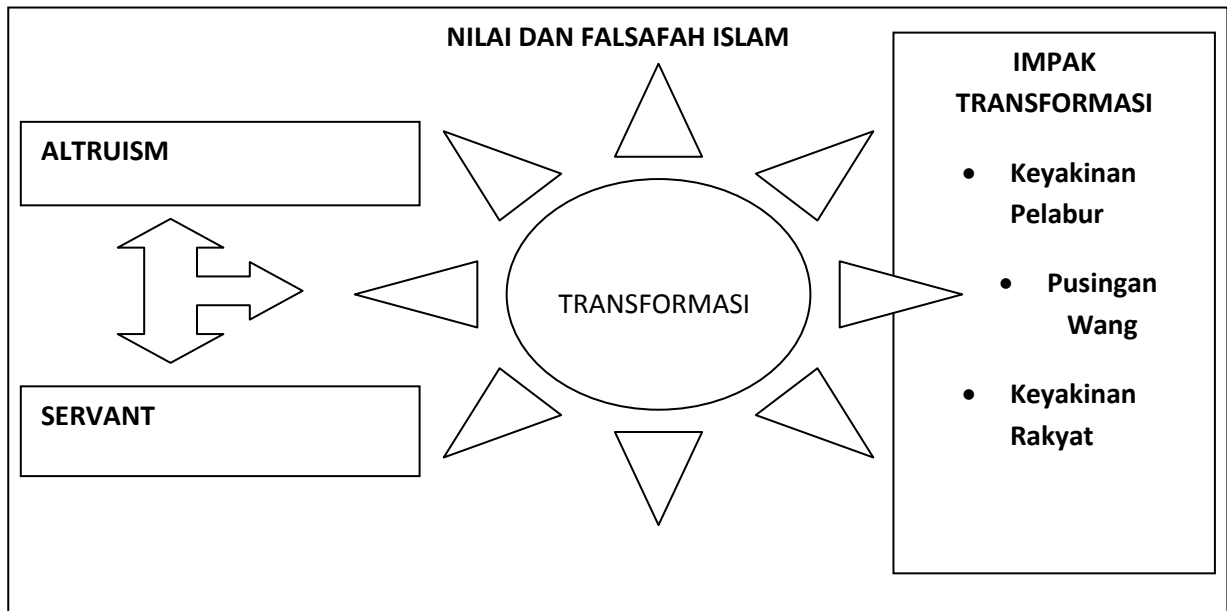 NILAI DAN FALSAFAH ISLAM
ALTRUISM
SERVANT
TRANSFORMASI
IMPAK
TRANSFORMASI
• Keyakinan
Pelabur
• Pusingan
Wang
• Keyakinan
Rakyat